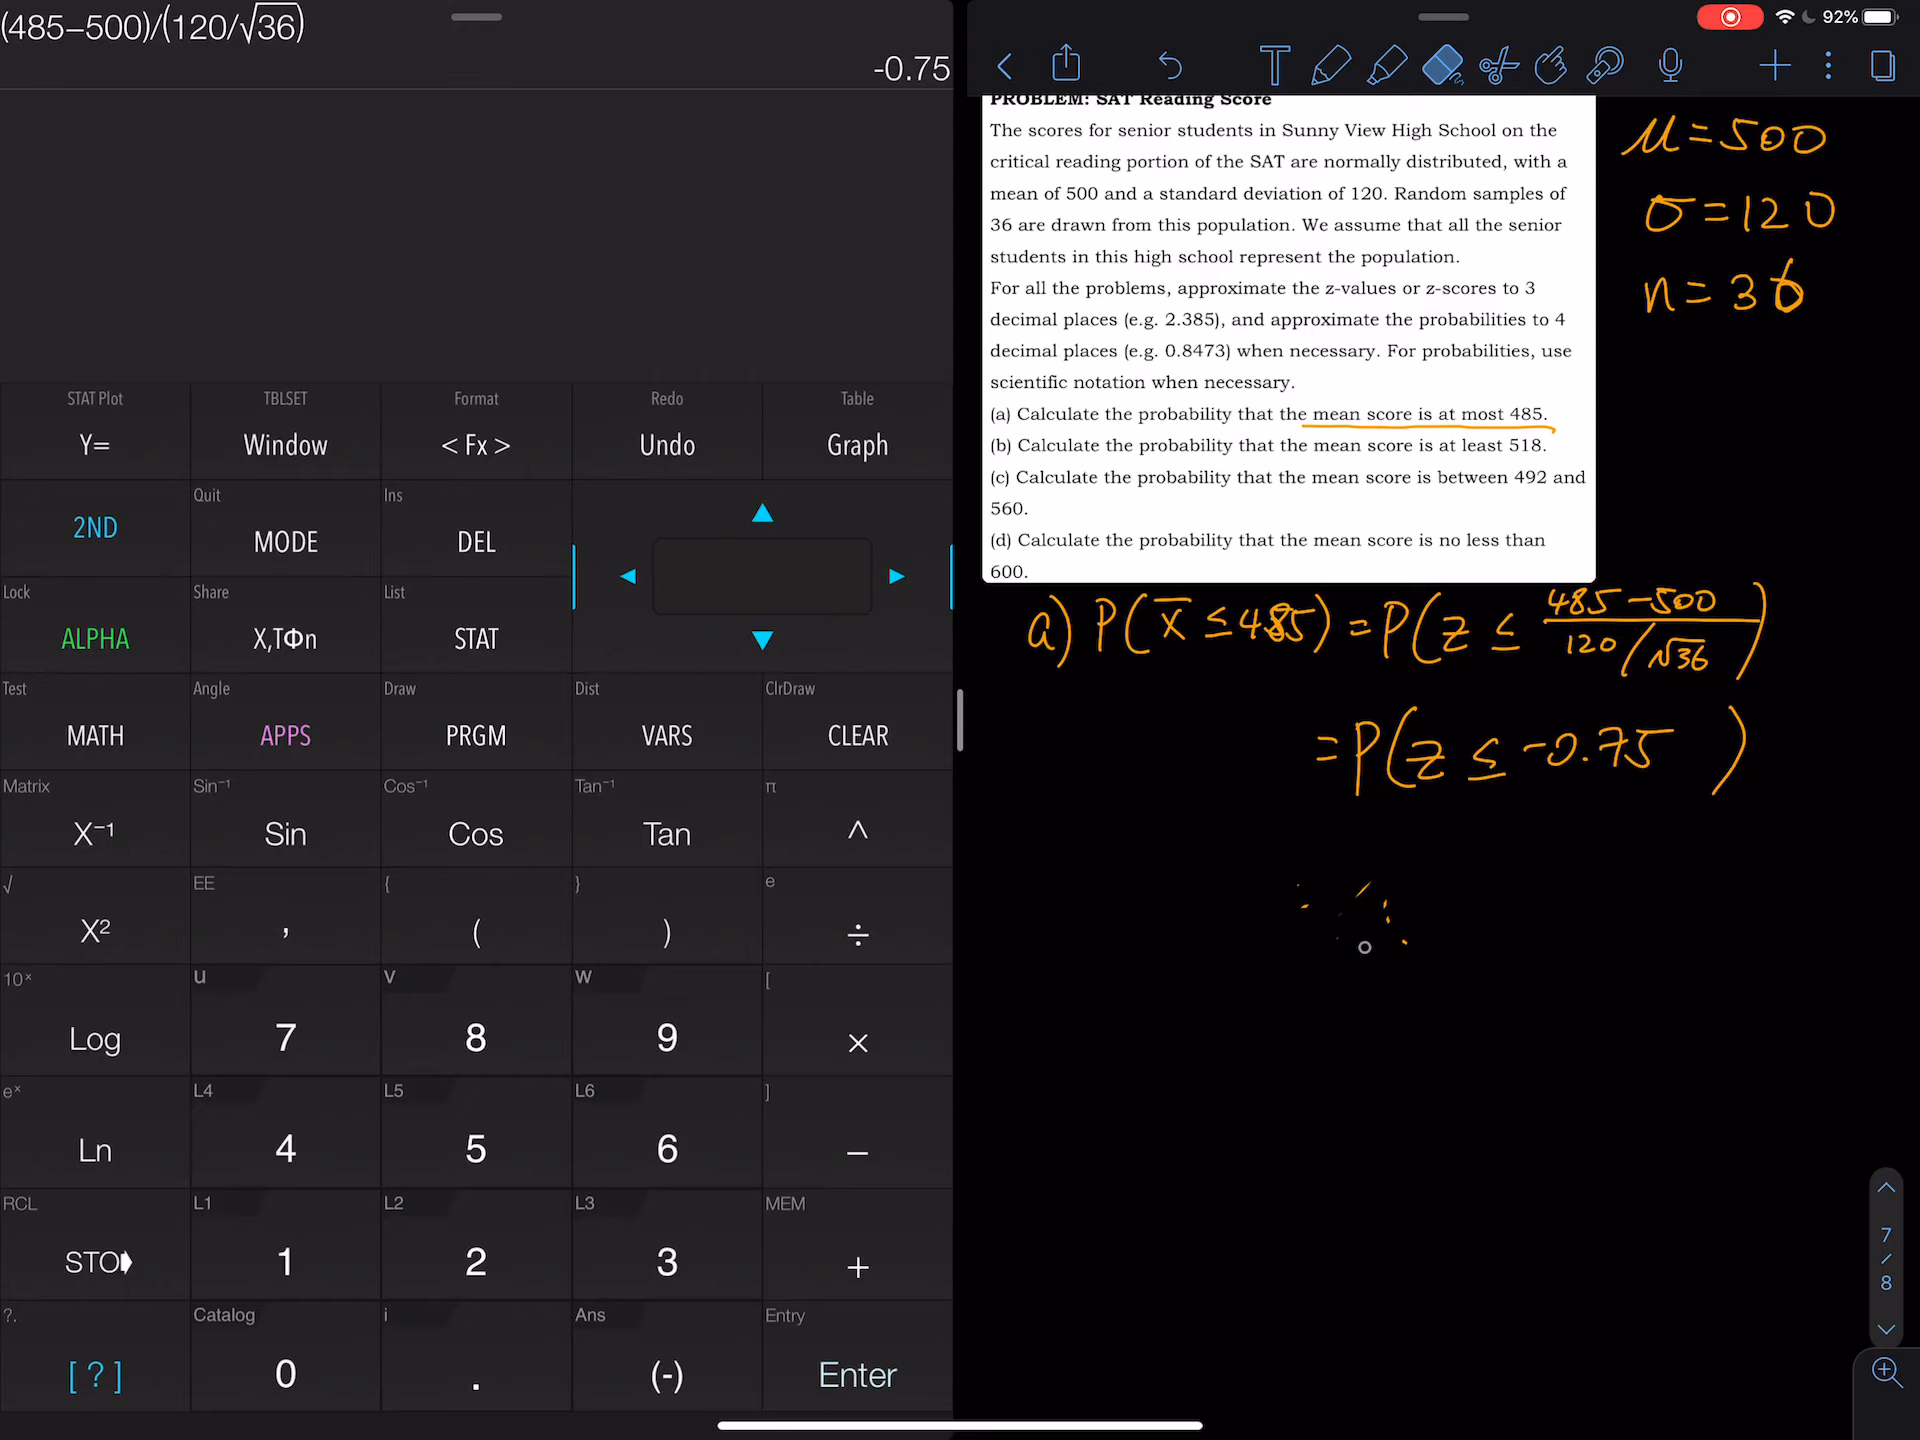 (485−500)/(120/√36)
-0.75
STAT Plot TBLSET Format Redo Table
Y= Window < Fx > Undo Graph
Quit Ins
2ND MODE DEL
Lock Share List
ALPHA X,TΦn STAT
Test Angle Draw Dist ClrDraw
MATH APPS PRGM VARS CLEAR
Matrix Sin⁻¹ Cos⁻¹ Tan⁻¹ π
X⁻¹ Sin Cos Tan ^
√ EE { } e
X² , ( ) ÷
10ˣ u v w [
Log 7 8 9 ×
eˣ L4 L5 L6 ]
Ln 4 5 6 −
RCL L1 L2 L3 MEM
STO 1 2 3 +
?. Catalog i Ans Entry
[ ? ] 0 . (-) Enter
92%
T
PROBLEM: SAT Reading Score
The scores for senior students in Sunny View High School on the
critical reading portion of the SAT are normally distributed, with a
mean of 500 and a standard deviation of 120. Random samples of
36 are drawn from this population. We assume that all the senior
students in this high school represent the population.
For all the problems, approximate the z-values or z-scores to 3
decimal places (e.g. 2.385), and approximate the probabilities to 4
decimal places (e.g. 0.8473) when necessary. For probabilities, use
scientific notation when necessary.
(a) Calculate the probability that the mean score is at most 485.
(b) Calculate the probability that the mean score is at least 518.
(c) Calculate the probability that the mean score is between 492 and
560.
(d) Calculate the probability that the mean score is no less than
600.
μ=500
σ=120
n=36
a) P(x̄ ≤485) = P(z ≤ (485−500)/(120/√36))
=P(z ≤ -0.75 )
7
/
8